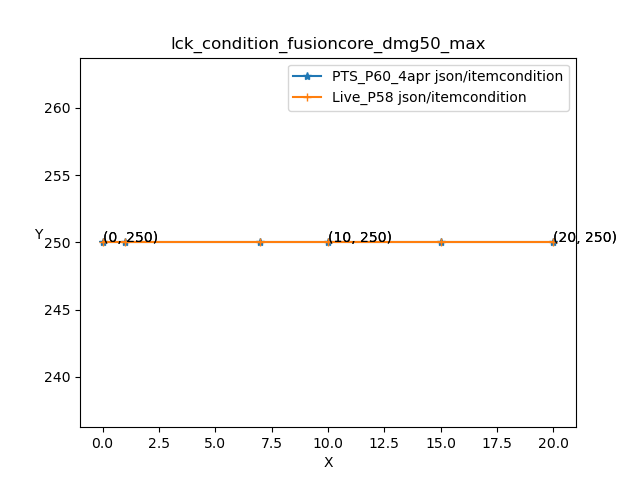 lck_condition_fusioncore_dmg50_max
PTS_P60_4apr json/itemcondition
Live_P58 json/itemcondition
260
255
Y
250
(0, 250)
(10, 250)
(20, 250)
245
240
0.0 2.5 5.0 7.5 10.0 12.5 15.0 17.5 20.0
X